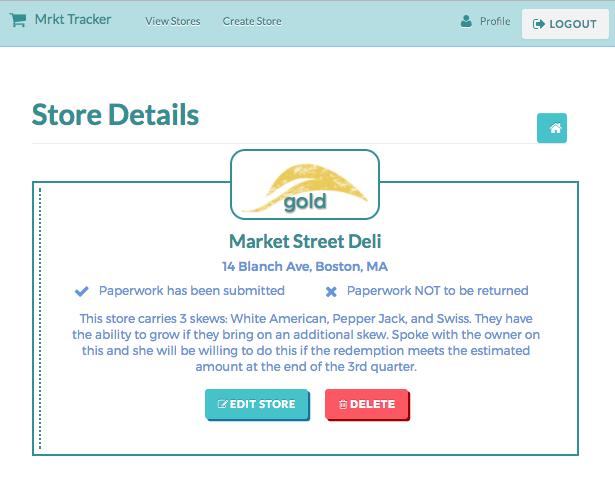 Mrkt Tracker View Stores Create Store Profile LOGOUT
Store Details
gold
Market Street Deli
14 Blanch Ave, Boston, MA
Paperwork has been submitted Paperwork NOT to be returned
This store carries 3 skews: White American, Pepper Jack, and Swiss. They have
the ability to grow if they bring on an additional skew. Spoke with the owner on
this and she will be willing to do this if the redemption meets the estimated
amount at the end of the 3rd quarter.
EDIT STORE DELETE